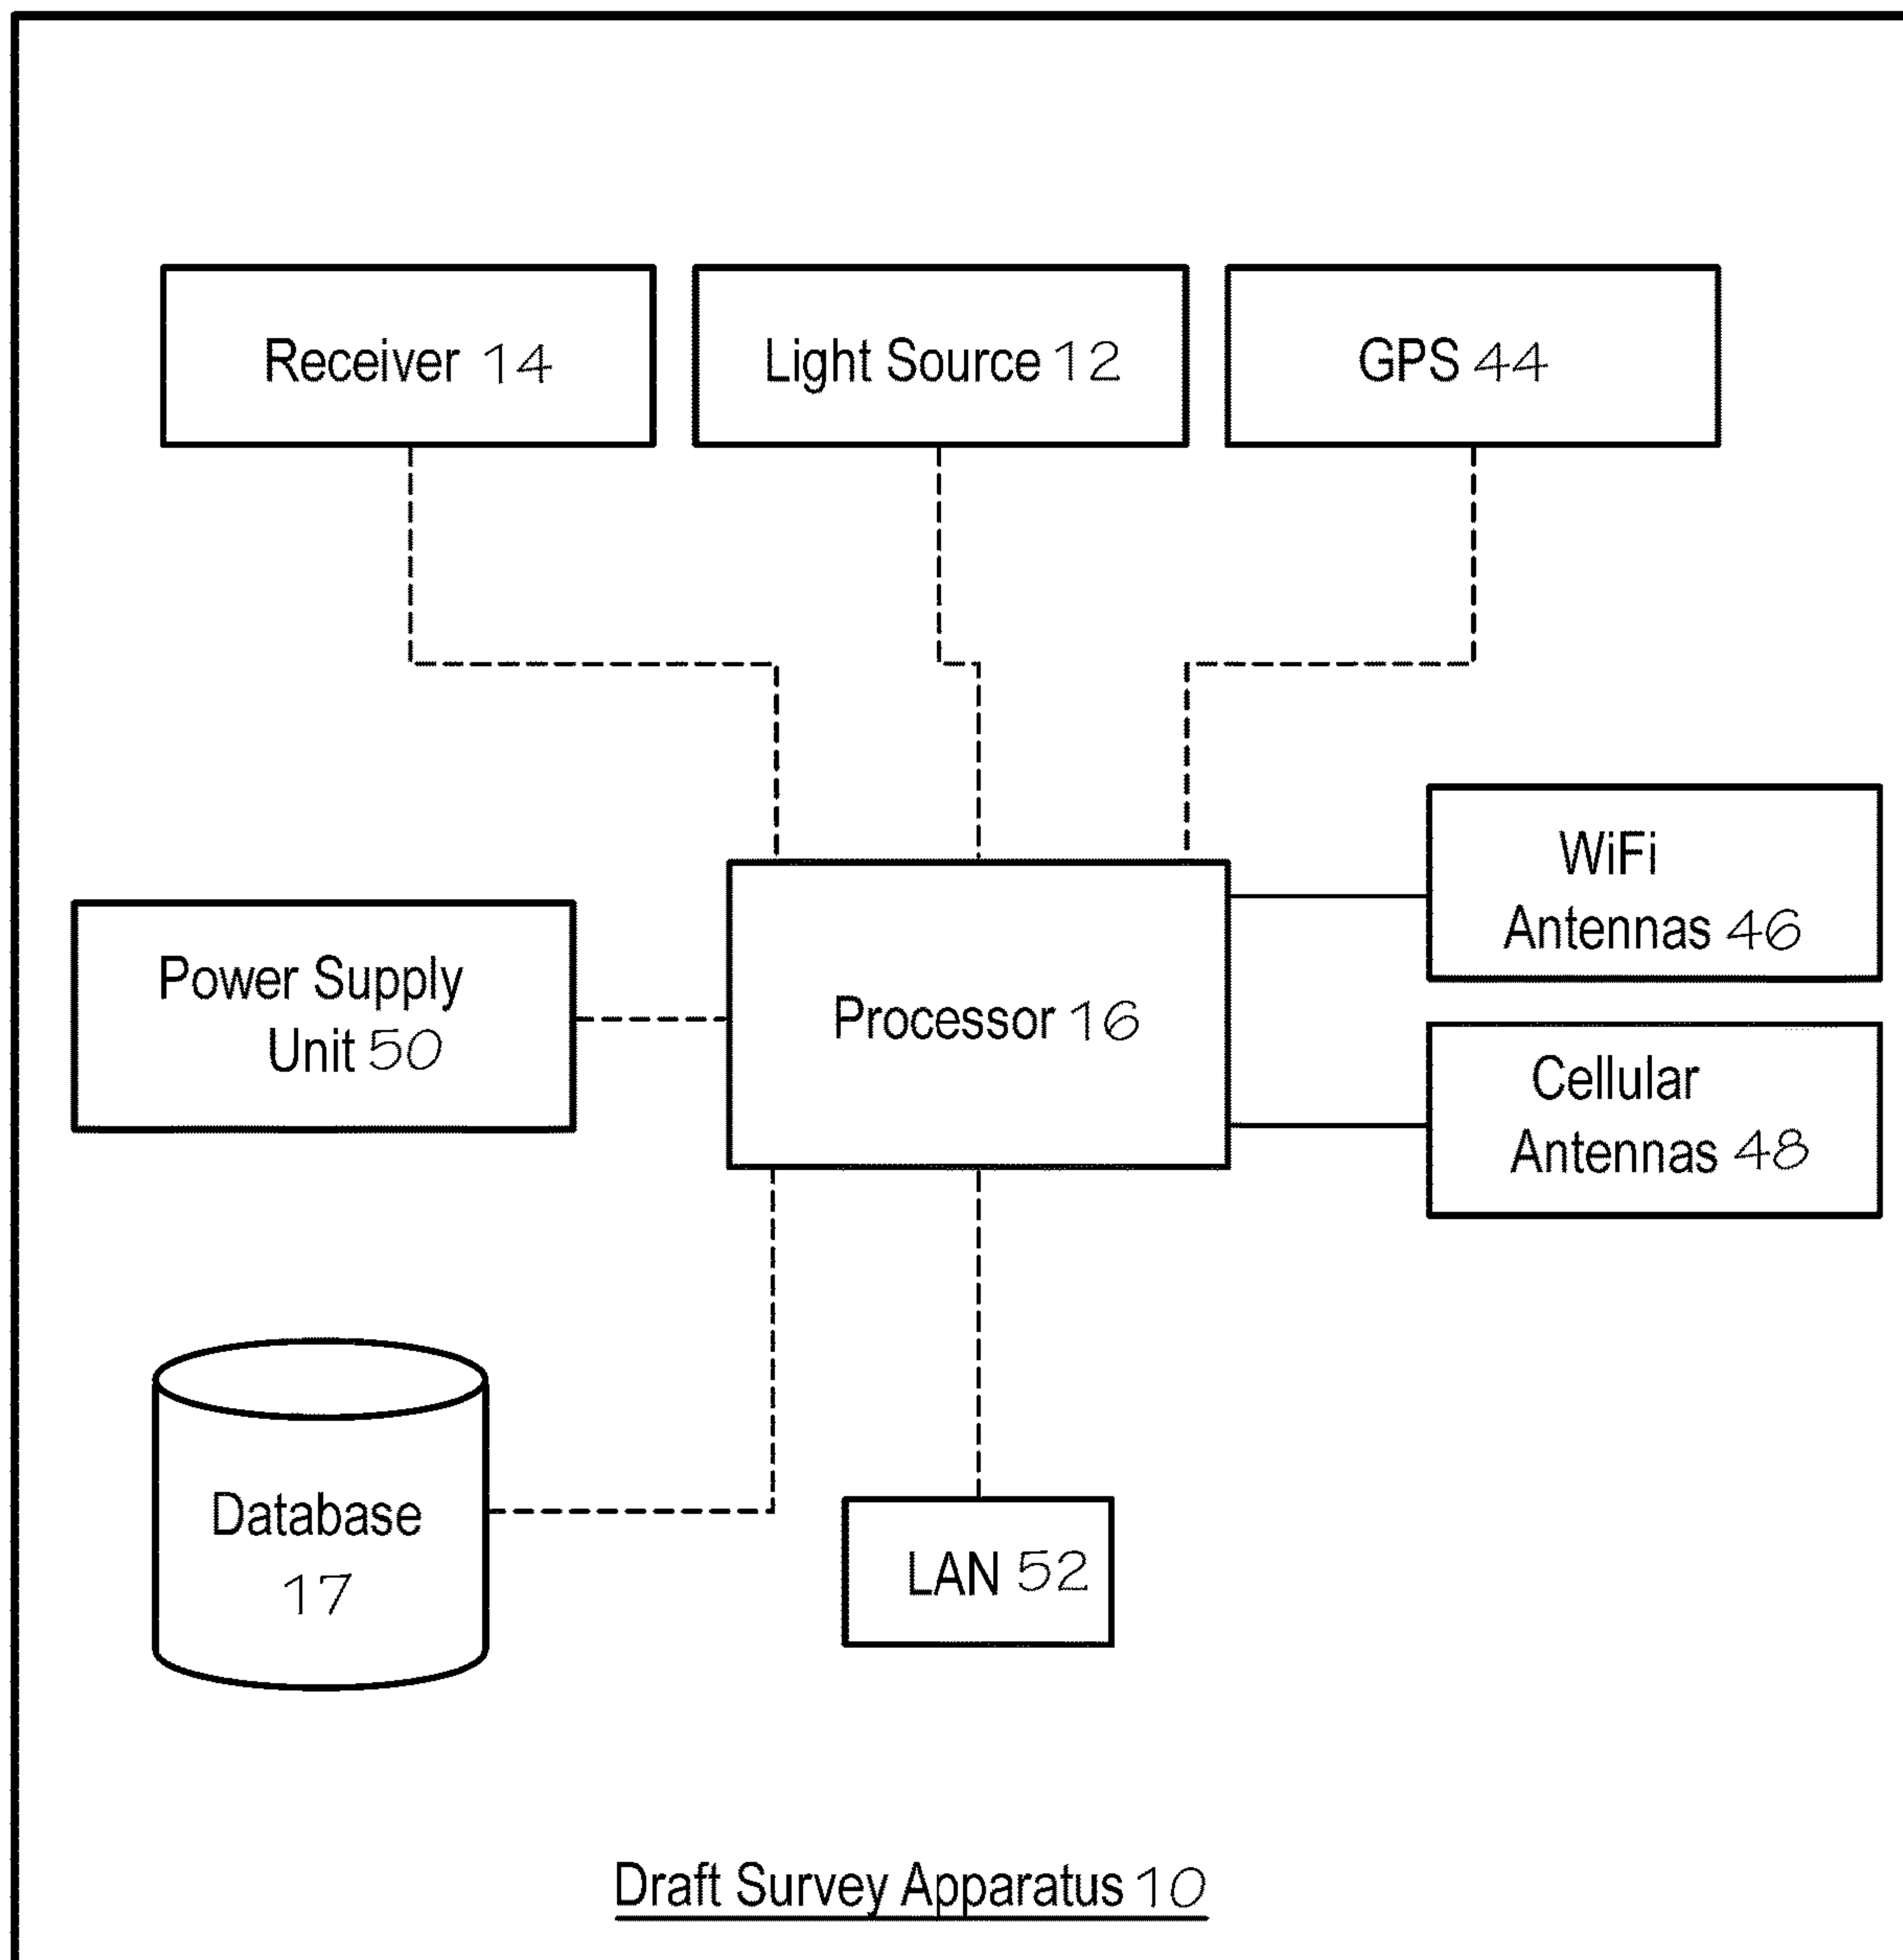 Receiver 14
Light Source 12
GPS 44
WiFi
Antennas 46
Power Supply
Unit 50
Processor 16
Cellular
Antennas 48
Database
17
LAN 52
Draft Survey Apparatus 10